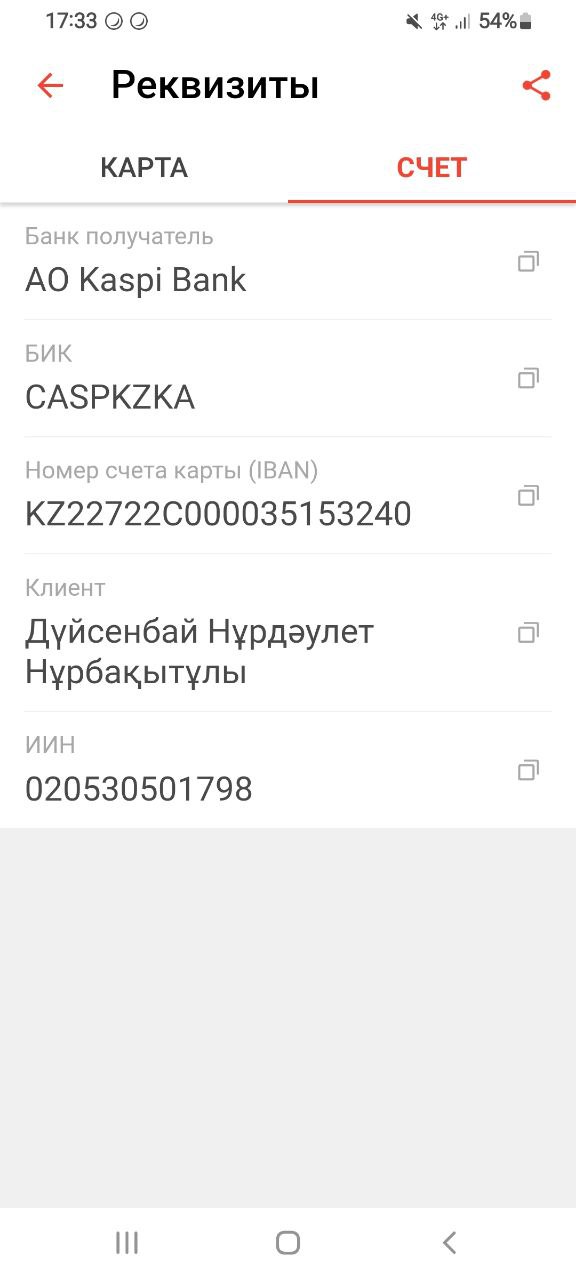 17:33 4G+ 54%
Реквизиты
КАРТА СЧЕТ
Банк получатель
АО Kaspi Bank
БИК
CASPKZKA
Номер счета карты (IBAN)
KZ22722C000035153240
Клиент
Дүйсенбай Нұрдәулет
Нұрбақытұлы
ИИН
020530501798